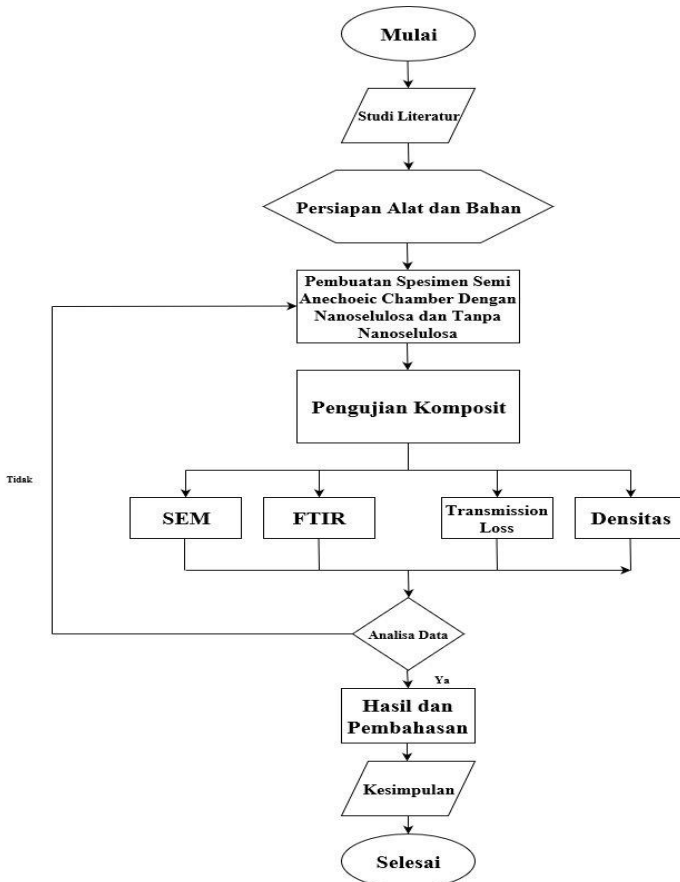 Mulai
Studi Literatur
Persiapan Alat dan Bahan
Pembuatan Spesimen Semi
Anechoeic Chamber Dengan
Nanoselulosa dan Tanpa
Nanoselulosa
Pengujian Komposit
Tidak
SEM
FTIR
Transmission
Loss
Densitas
Analisa Data
Ya
Hasil dan
Pembahasan
Kesimpulan
Selesai